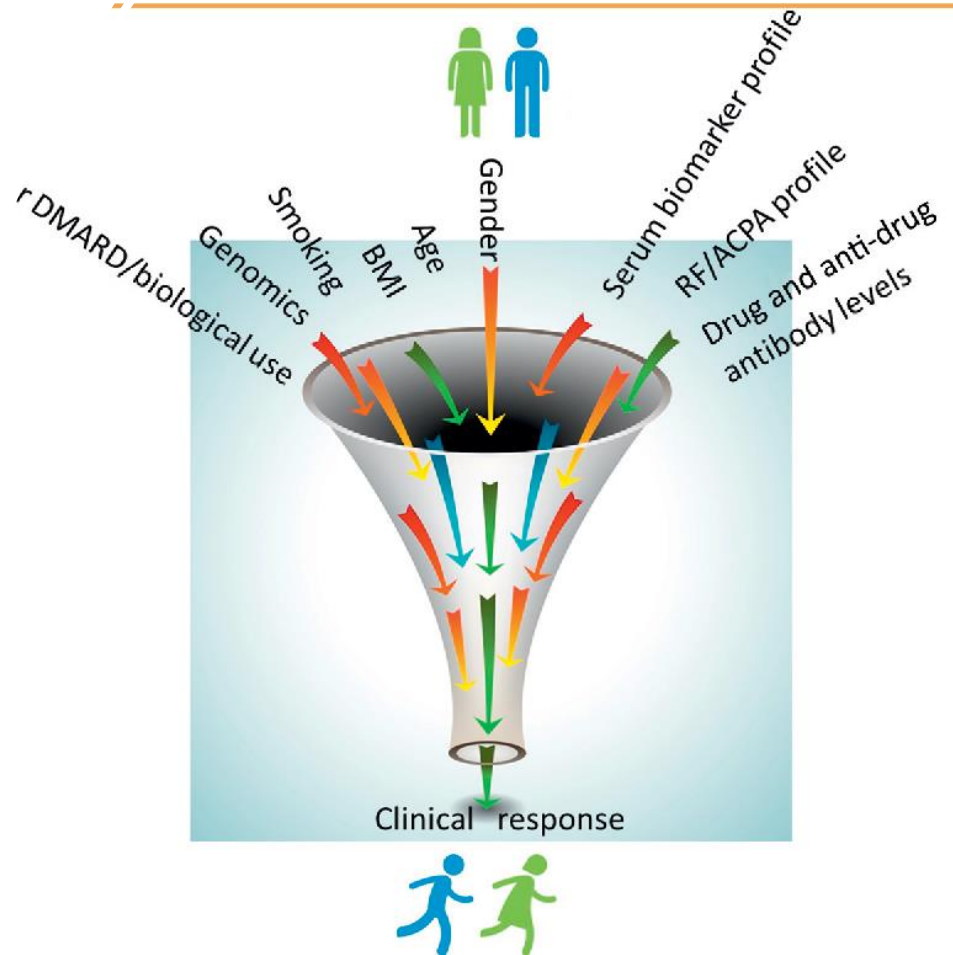 r DMARD/biological use
Genomics
Smoking
BMI
Age
Gender
Serum biomarker profile
RF/ACPA profile
Drug and anti-drug
antibody levels
Clinical response